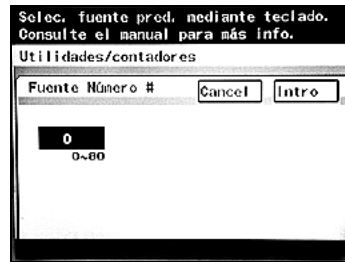 Selec. fuente pred. mediante teclado.
Consulte el manual para más info.
Utilidades/contadores
Fuente Número #
Cancel
Intro
0
0~80